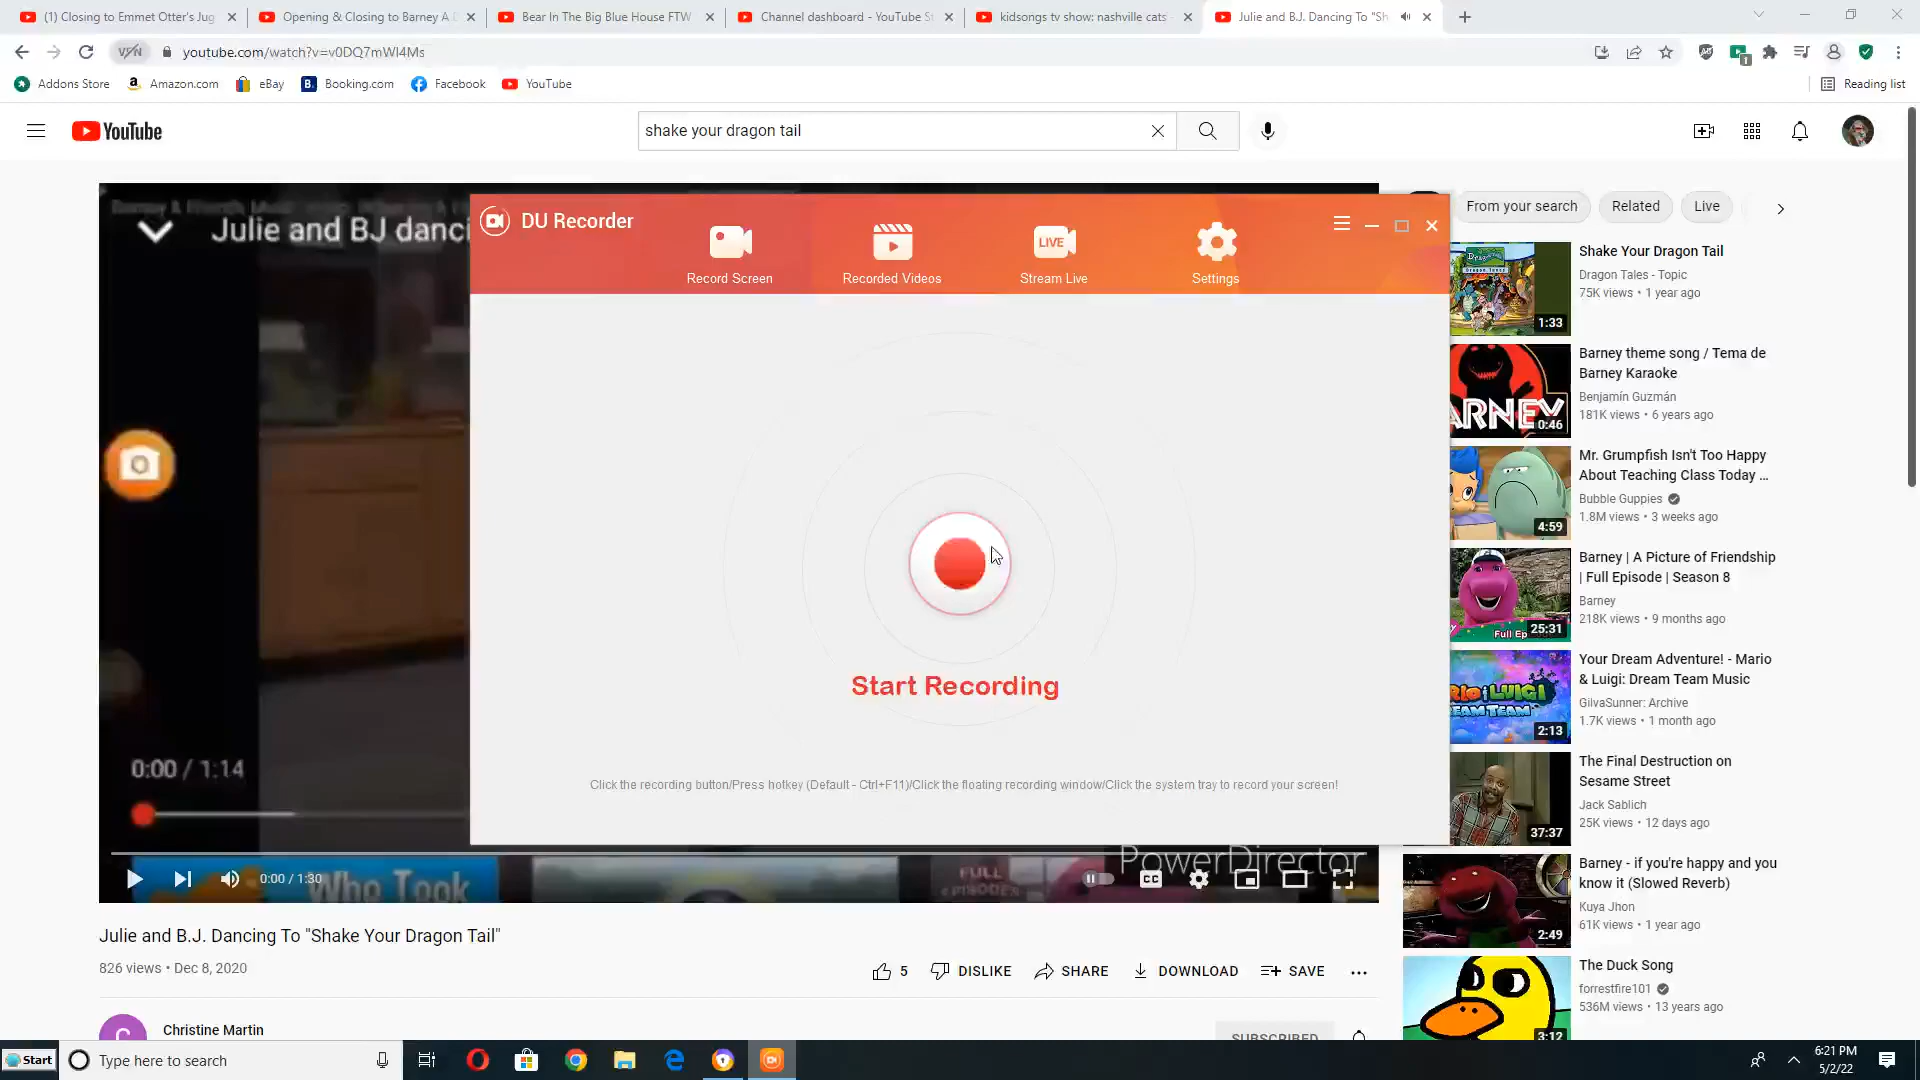 (1) Closing to Emmet Otter's Jug
Opening & Closing to Barney A D
Bear In The Big Blue House FTW
Channel dashboard - YouTube St
kidsongs tv show: nashville cats -
Julie and B.J. Dancing To "Sh
VPN
youtube.com/watch?v=v0DQ7mWl4Ms
1
Addons Store
Amazon.com
eBay
Booking.com
Facebook
YouTube
Reading list
YouTube
shake your dragon tail
Julie and BJ danci
DU Recorder
Record Screen
Recorded Videos
LIVE
Stream Live
Settings
Start Recording
Click the recording button/Press hotkey (Default - Ctrl+F11)/Click the floating recording window/Click the system tray to record your screen!
0:00 / 1:14
PowerDirector
Who Took
FULL
EPISODES
0:00 / 1:30
CC
Julie and B.J. Dancing To "Shake Your Dragon Tail"
826 views • Dec 8, 2020
5
DISLIKE
SHARE
DOWNLOAD
SAVE
C
Christine Martin
SUBSCRIBED
From your search
Related
Live
Shake Your Dragon Tail
Dragon Tales - Topic
75K views • 1 year ago
1:33
Barney theme song / Tema de
Barney Karaoke
Benjamín Guzmán
181K views • 6 years ago
ARNEY
0:46
Mr. Grumpfish Isn't Too Happy
About Teaching Class Today ...
Bubble Guppies
1.8M views • 3 weeks ago
4:59
Barney | A Picture of Friendship
| Full Episode | Season 8
Barney
218K views • 9 months ago
Full Ep
25:31
Your Dream Adventure! - Mario
& Luigi: Dream Team Music
GilvaSunner: Archive
1.7K views • 1 month ago
2:13
The Final Destruction on
Sesame Street
Jack Sablich
25K views • 12 days ago
37:37
Barney - if you're happy and you
know it (Slowed Reverb)
Kuya Jhon
61K views • 1 year ago
2:49
The Duck Song
forrestfire101
536M views • 13 years ago
3:12
Start
Type here to search
6:21 PM
5/2/22